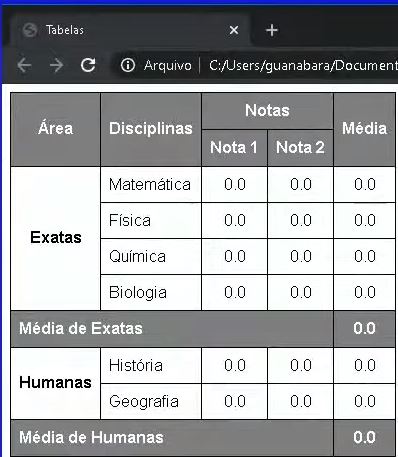 Tabelas
Arquivo C:/Users/guanabara/Document
Área Disciplinas Notas Média
Nota 1 Nota 2
Exatas
Matemática 0.0 0.0 0.0
Física 0.0 0.0 0.0
Química 0.0 0.0 0.0
Biologia 0.0 0.0 0.0
Média de Exatas 0.0
Humanas
História 0.0 0.0 0.0
Geografia 0.0 0.0 0.0
Média de Humanas 0.0